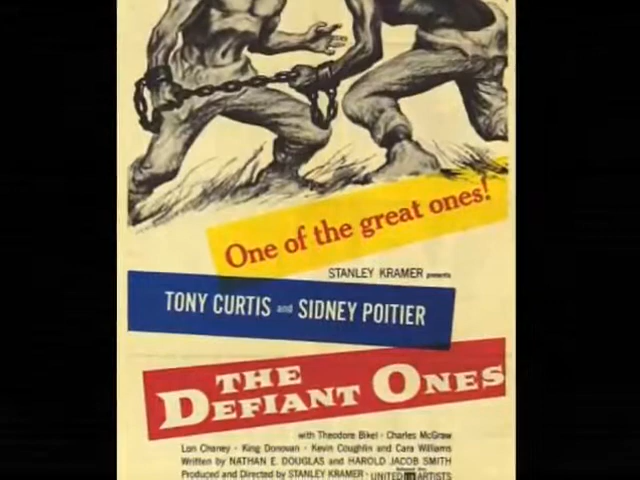 One of the great ones!
STANLEY KRAMER presents
TONY CURTIS and SIDNEY POITIER
THE
DEFIANT ONES
with Theodore Bikel · Charles McGraw
Lon Chaney · King Donovan · Kevin Coughlin and Cara Williams
Written by NATHAN E. DOUGLAS and HAROLD JACOB SMITH
Produced and Directed by STANLEY KRAMER · UNITED ARTISTS